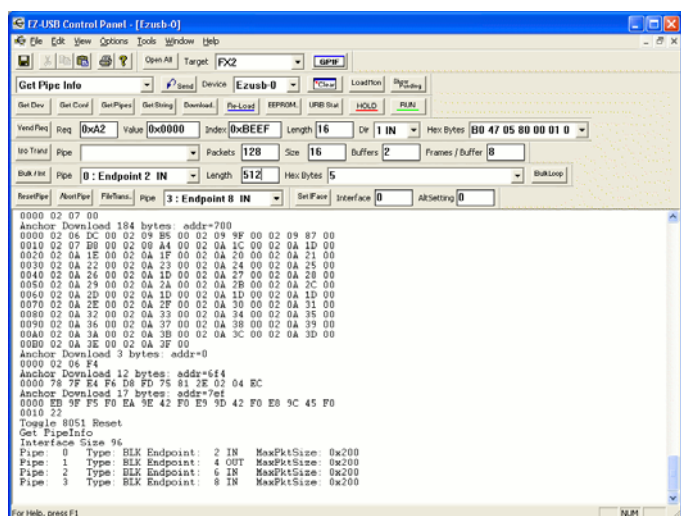 EZ-USB Control Panel - [Ezusb-0]
File Edit View Options Tools Window Help
Open All Target FX2 GPIF
Get Pipe Info Send Device Ezusb-0 Clear LoadMon
Get Dev Get Conf GetPipes GetString Download.. Re-Load EEPROM.. URB Stat HOLD RUN
Vend Req Req 0xA2 Value 0x0000 Index 0xBEEF Length 16 Dir 1 IN Hex Bytes B0 47 05 80 00 01 0
Iso Trans Pipe Packets 128 Size 16 Buffers 2 Frames / Buffer 8
Bulk / Int Pipe 0 : Endpoint 2 IN Length 512 Hex Bytes 5 BulkLoop
ResetPipe AbortPipe FileTrans.. Pipe 3 : Endpoint 8 IN Set IFace Interface 0 AltSetting 0
0000 02 07 00
Anchor Download 184 bytes: addr=700
0000 02 06 DC 00 02 09 B5 00 02 09 9F 00 02 09 87 00
0010 02 07 B8 00 02 08 A4 00 02 0A 1C 00 02 0A 1D 00
0020 02 0A 1E 00 02 0A 1F 00 02 0A 20 00 02 0A 21 00
0030 02 0A 22 00 02 0A 23 00 02 0A 24 00 02 0A 25 00
0040 02 0A 26 00 02 0A 1D 00 02 0A 27 00 02 0A 28 00
0050 02 0A 29 00 02 0A 2A 00 02 0A 2B 00 02 0A 2C 00
0060 02 0A 2D 00 02 0A 1D 00 02 0A 1D 00 02 0A 1D 00
0070 02 0A 2E 00 02 0A 2F 00 02 0A 30 00 02 0A 31 00
0080 02 0A 32 00 02 0A 33 00 02 0A 34 00 02 0A 35 00
0090 02 0A 36 00 02 0A 37 00 02 0A 38 00 02 0A 39 00
00A0 02 0A 3A 00 02 0A 3B 00 02 0A 3C 00 02 0A 3D 00
00B0 02 0A 3E 00 02 0A 3F 00
Anchor Download 3 bytes: addr=0
0000 02 06 F4
Anchor Download 12 bytes: addr=6f4
0000 78 7F E4 F6 D8 FD 75 81 2E 02 04 EC
Anchor Download 17 bytes: addr=7ef
0000 EB 9F F5 F0 EA 9E 42 F0 E9 9D 42 F0 E8 9C 45 F0
0010 22
Toggle 8051 Reset
Get PipeInfo
Interface Size 96
Pipe: 0 Type: BLK Endpoint: 2 IN MaxPktSize: 0x200
Pipe: 1 Type: BLK Endpoint: 4 OUT MaxPktSize: 0x200
Pipe: 2 Type: BLK Endpoint: 6 IN MaxPktSize: 0x200
Pipe: 3 Type: BLK Endpoint: 8 IN MaxPktSize: 0x200
For Help, press F1 NUM